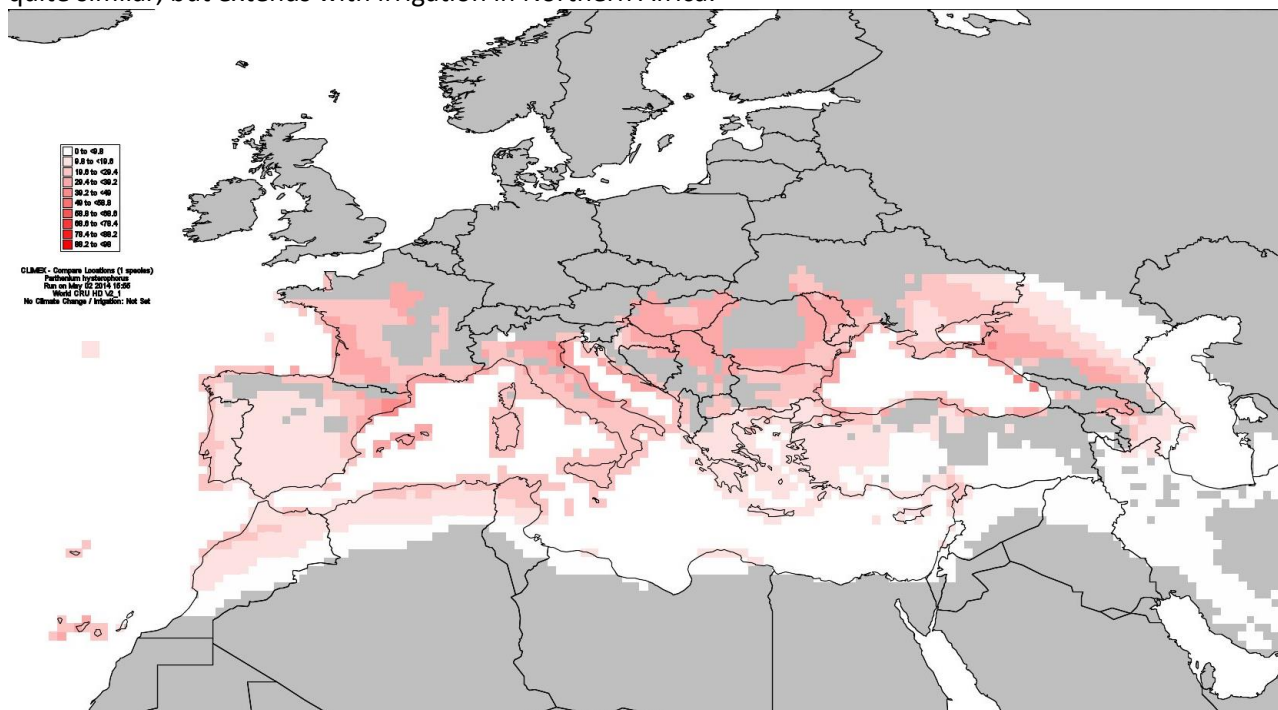 quite similar, but extends with irrigation in Northern Africa.
0 to <9.8
9.8 to <19.6
19.6 to <29.4
29.4 to <39.2
39.2 to <49
49 to <58.8
58.8 to <68.6
68.6 to <78.4
78.4 to <88.2
88.2 to <98
CLIMEX - Compare Locations (1 species)
Parthenium hysterophorus
Run on May 02 2014 15:55
World CRU HD V2_1
No Climate Change / Irrigation: Not Set